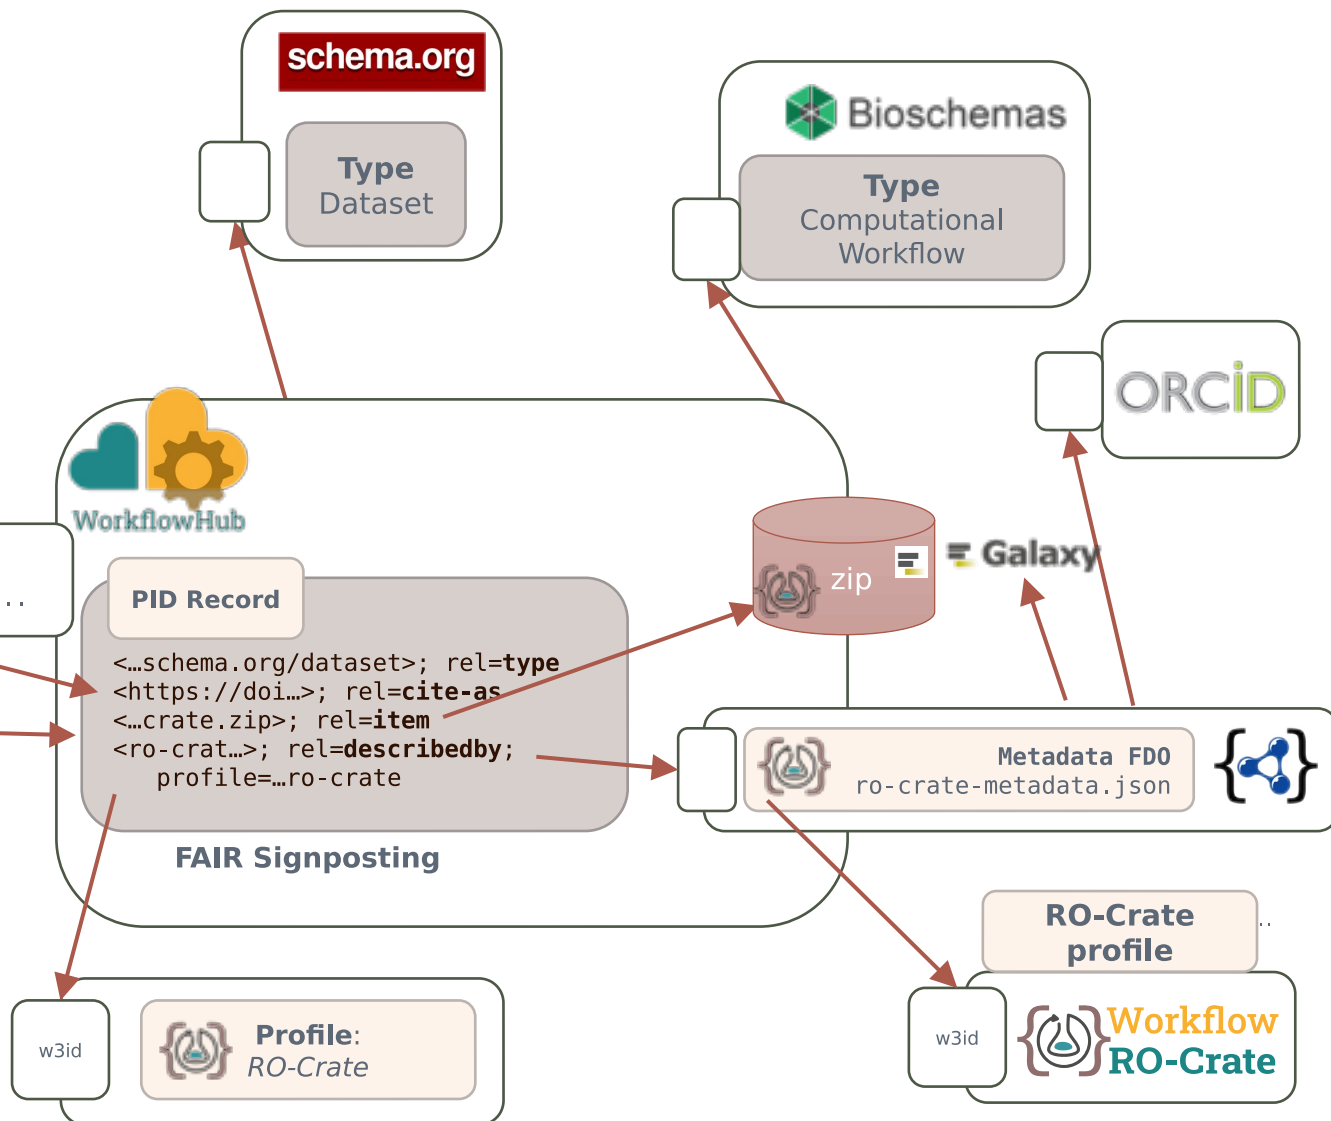 schema.org
Type
Dataset
Bioschemas
Type
Computational
Workflow
ORCiD
WorkflowHub
zip
Galaxy
..
PID Record
<…schema.org/dataset>; rel=type
<https://doi…>; rel=cite-as
<…crate.zip>; rel=item
<ro-crat…>; rel=describedby;
profile=…ro-crate
FAIR Signposting
Metadata FDO
ro-crate-metadata.json
RO-Crate
profile
..
w3id
Profile:
RO-Crate
w3id
Workflow
RO-Crate